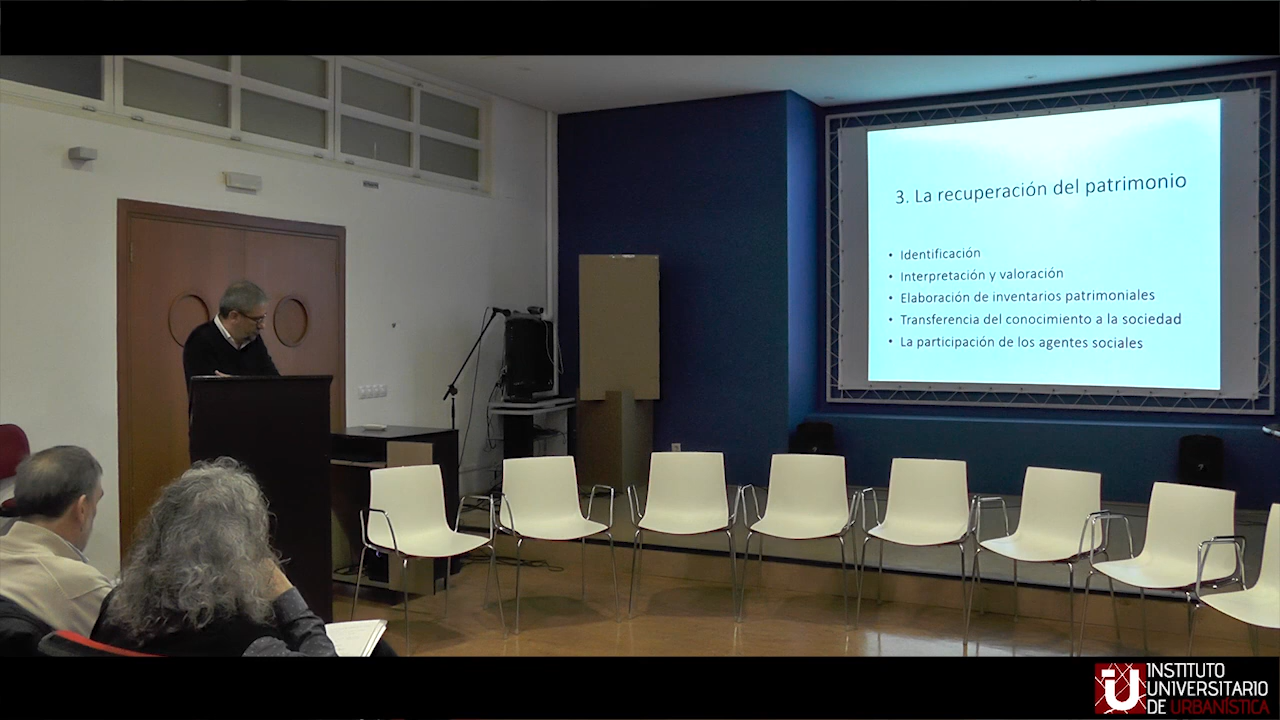 3. La recuperación del patrimonio
• Identificación
• Interpretación y valoración
• Elaboración de inventarios patrimoniales
• Transferencia del conocimiento a la sociedad
• La participación de los agentes sociales
iU INSTITUTO
UNIVERSITARIO
DE URBANÍSTICA